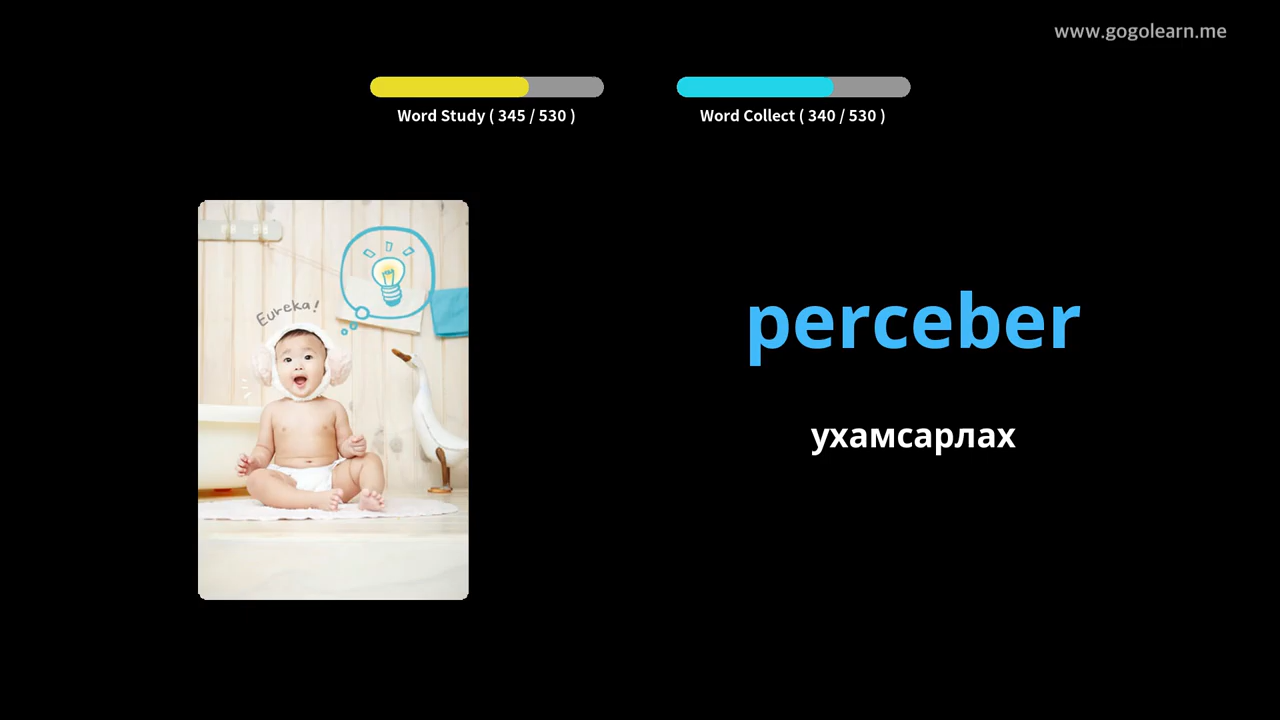 www.gogolearn.me
Word Study ( 345 / 530 )
Word Collect ( 340 / 530 )
Eureka!
perceber
ухамсарлах